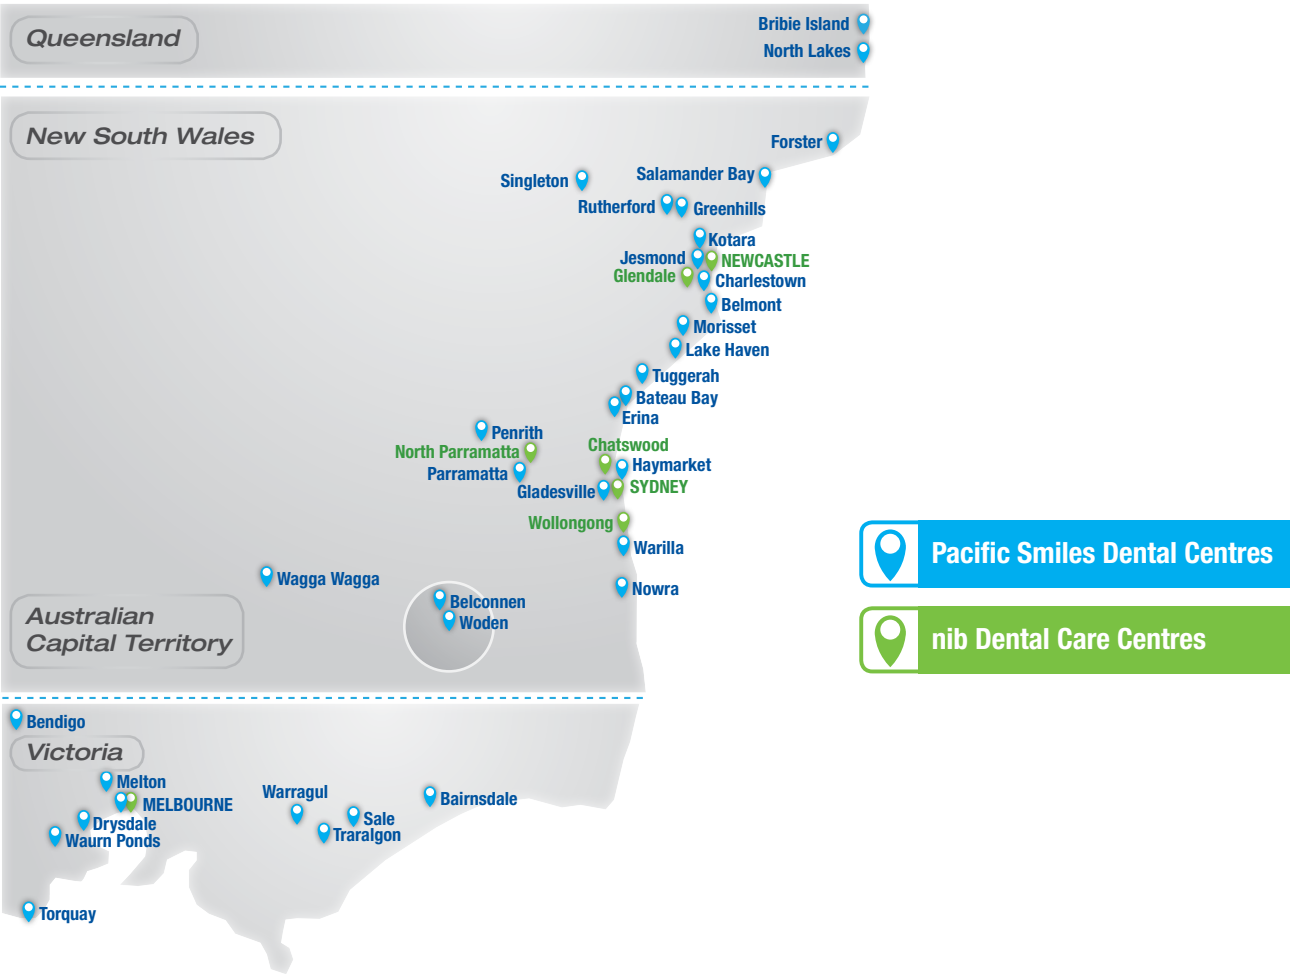 Queensland
Bribie Island
North Lakes
New South Wales
Forster
Singleton
Salamander Bay
Rutherford
Greenhills
Kotara
Jesmond
NEWCASTLE
Glendale
Charlestown
Belmont
Morisset
Lake Haven
Tuggerah
Bateau Bay
Erina
Penrith
North Parramatta
Chatswood
Parramatta
Haymarket
Gladesville
SYDNEY
Wollongong
Warilla
Wagga Wagga
Nowra
Belconnen
Woden
Australian
Capital Territory
Pacific Smiles Dental Centres
nib Dental Care Centres
Bendigo
Victoria
Melton
MELBOURNE
Warragul
Bairnsdale
Drysdale
Sale
Waurn Ponds
Traralgon
Torquay